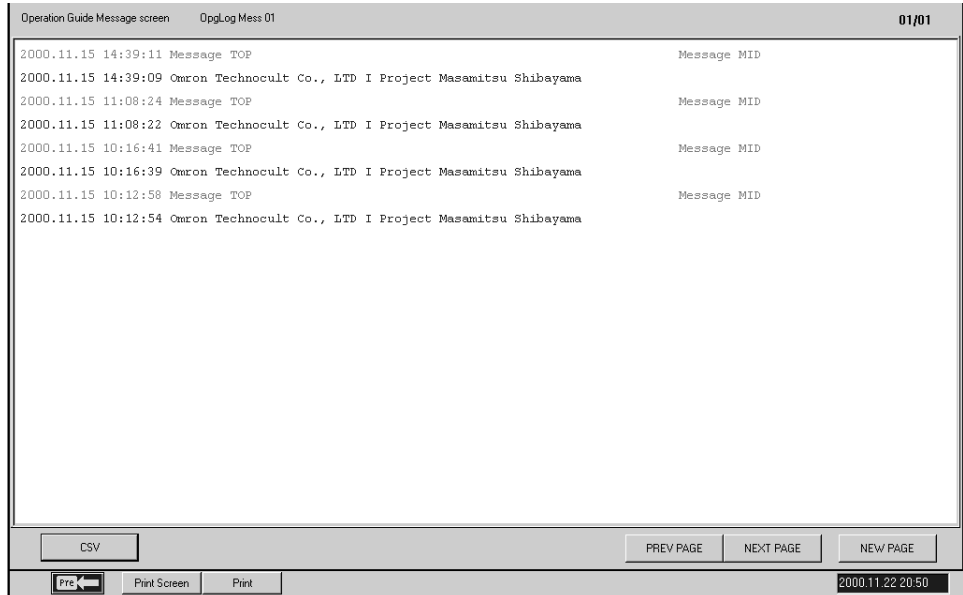 Operation Guide Message screen OpgLog Mess 01 01/01
2000.11.15 14:39:11 Message TOP Message MID
2000.11.15 14:39:09 Omron Technocult Co., LTD I Project Masamitsu Shibayama
2000.11.15 11:08:24 Message TOP Message MID
2000.11.15 11:08:22 Omron Technocult Co., LTD I Project Masamitsu Shibayama
2000.11.15 10:16:41 Message TOP Message MID
2000.11.15 10:16:39 Omron Technocult Co., LTD I Project Masamitsu Shibayama
2000.11.15 10:12:58 Message TOP Message MID
2000.11.15 10:12:54 Omron Technocult Co., LTD I Project Masamitsu Shibayama
CSV PREV PAGE NEXT PAGE NEW PAGE
Pre Print Screen Print 2000.11.22 20:50